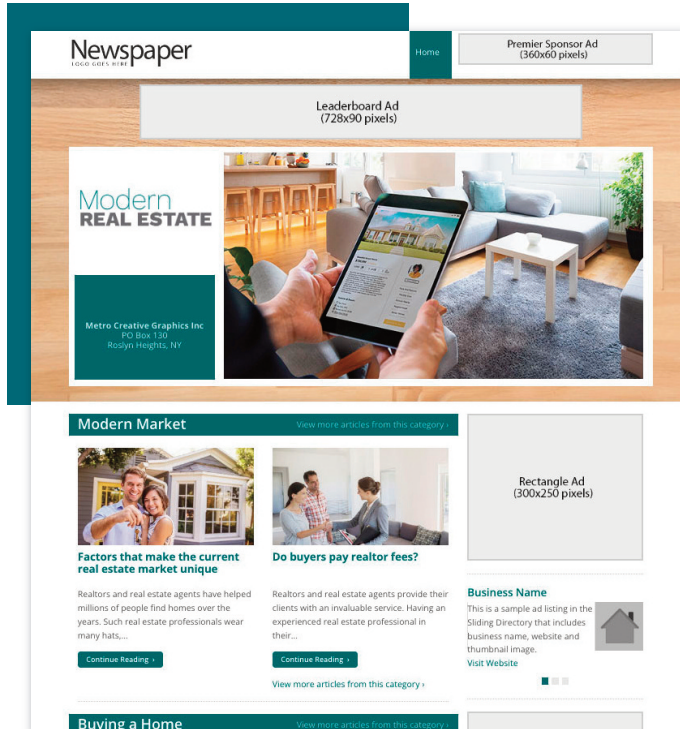 Newspaper
LOGO GOES HERE
Home
Premier Sponsor Ad
(360x60 pixels)
Leaderboard Ad
(728x90 pixels)
Modern
REAL ESTATE
Metro Creative Graphics Inc
PO Box 130
Roslyn Heights, NY
Modern Market
View more articles from this category ›
Factors that make the current
real estate market unique
Realtors and real estate agents have helped
millions of people find homes over the
years. Such real estate professionals wear
many hats,...
Continue Reading ›
Do buyers pay realtor fees?
Realtors and real estate agents provide their
clients with an invaluable service. Having an
experienced real estate professional in
their...
Continue Reading ›
View more articles from this category ›
Rectangle Ad
(300x250 pixels)
Business Name
This is a sample ad listing in the
Sliding Directory that includes
business name, website and
thumbnail image.
Visit Website
Buying a Home
View more articles from this category ›